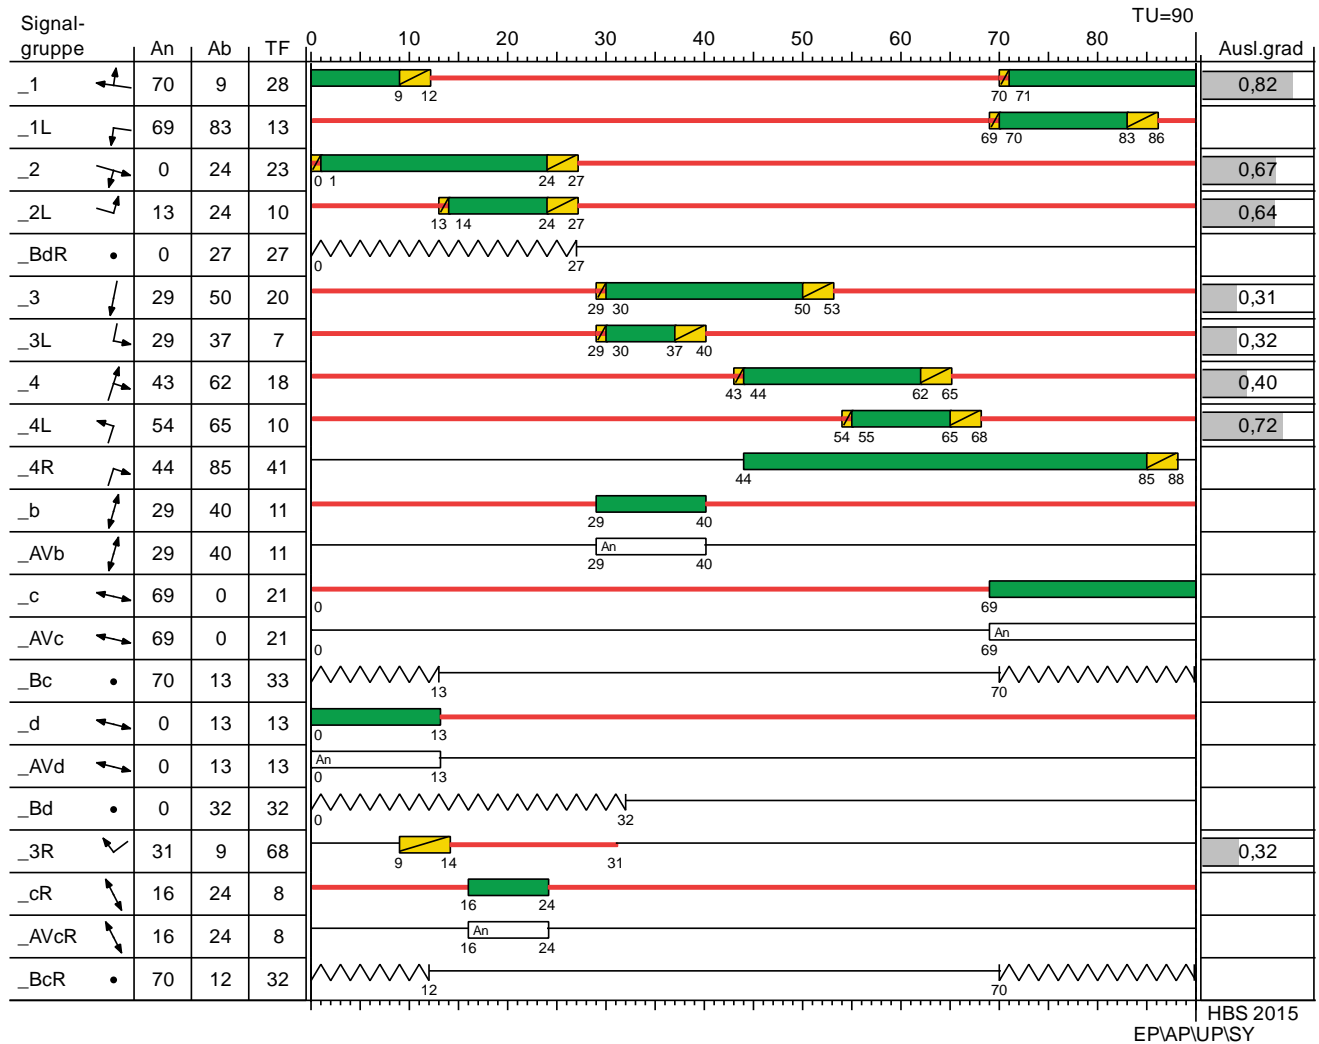 TU=90
Signal-
gruppe An Ab TF 0 10 20 30 40 50 60 70 80 Ausl.grad
_1 70 9 28 0,82
9 12 70 71
_1L 69 83 13
69 70 83 86
_2 0 24 23 0,67
0 1 24 27
_2L 13 24 10 0,64
13 14 24 27
_BdR 0 27 27
0 27
_3 29 50 20 0,31
29 30 50 53
_3L 29 37 7 0,32
29 30 37 40
_4 43 62 18 0,40
43 44 62 65
_4L 54 65 10 0,72
54 55 65 68
_4R 44 85 41
44 85 88
_b 29 40 11
29 40
_AVb 29 40 11 An
29 40
_c 69 0 21
0 69
_AVc 69 0 21 An
0 69
_Bc 70 13 33
13 70
_d 0 13 13
0 13
_AVd 0 13 13 An
0 13
_Bd 0 32 32
0 32
_3R 31 9 68 0,32
9 14 31
_cR 16 24 8
16 24
_AVcR 16 24 8 An
16 24
_BcR 70 12 32
12 70
HBS 2015
EP\AP\UP\SY